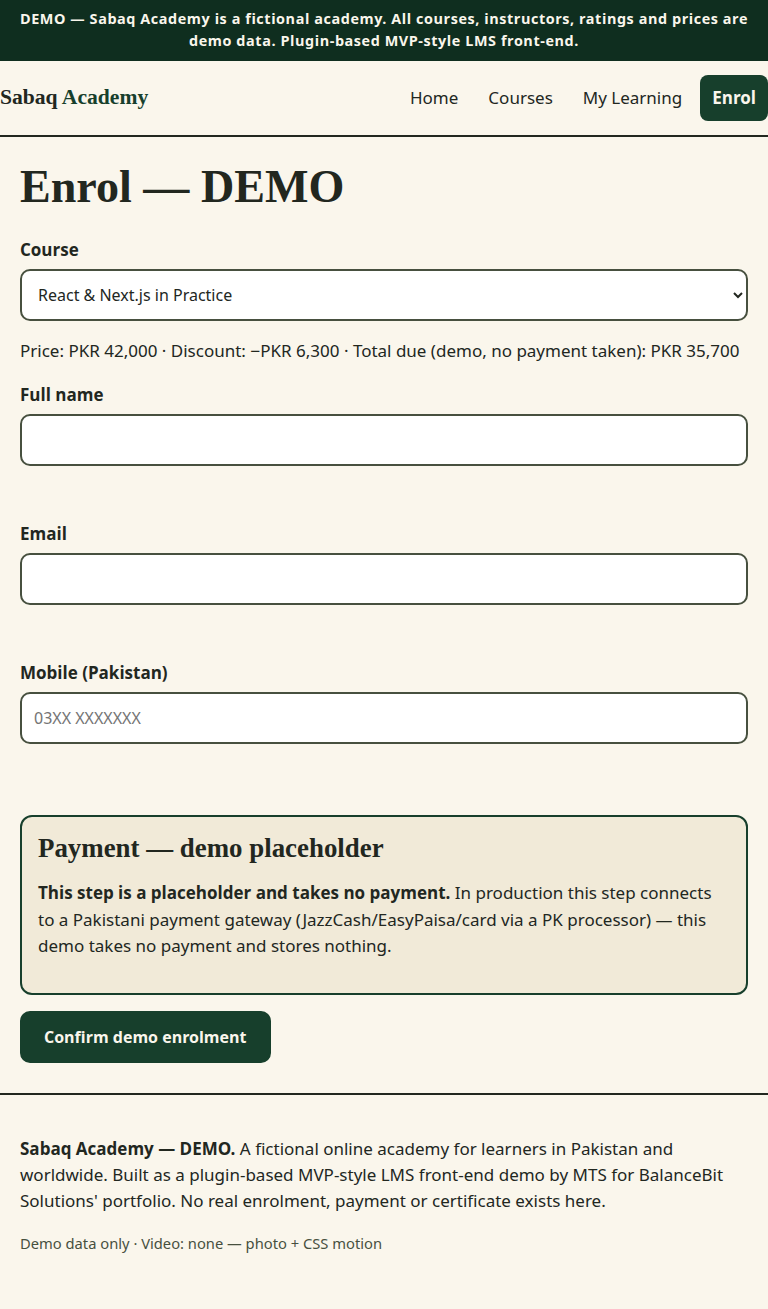 DEMO — Sabaq Academy is a fictional academy. All courses, instructors, ratings and prices are
demo data. Plugin-based MVP-style LMS front-end.
Sabaq Academy
Home
Courses
My Learning
Enrol
Enrol — DEMO
Course
React & Next.js in Practice
Price: PKR 42,000 · Discount: −PKR 6,300 · Total due (demo, no payment taken): PKR 35,700
Full name
Email
Mobile (Pakistan)
03XX XXXXXXX
Payment — demo placeholder
This step is a placeholder and takes no payment. In production this step connects
to a Pakistani payment gateway (JazzCash/EasyPaisa/card via a PK processor) — this
demo takes no payment and stores nothing.
Confirm demo enrolment
Sabaq Academy — DEMO. A fictional online academy for learners in Pakistan and
worldwide. Built as a plugin-based MVP-style LMS front-end demo by MTS for BalanceBit
Solutions' portfolio. No real enrolment, payment or certificate exists here.
Demo data only · Video: none — photo + CSS motion